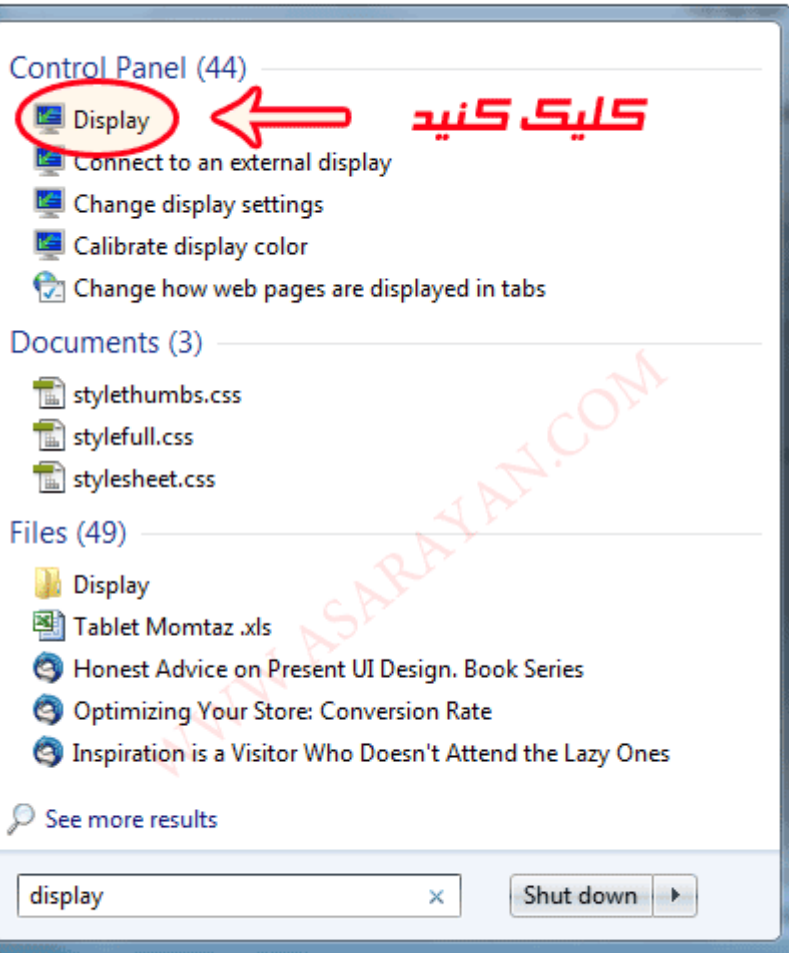 Control Panel (44)
Display
کلیک کنید
Connect to an external display
Change display settings
Calibrate display color
Change how web pages are displayed in tabs
Documents (3)
stylethumbs.css
stylefull.css
stylesheet.css
Files (49)
Display
Tablet Momtaz .xls
Honest Advice on Present UI Design. Book Series
Optimizing Your Store: Conversion Rate
Inspiration is a Visitor Who Doesn't Attend the Lazy Ones
See more results
display
Shut down
WWW.ASARAYAN.COM